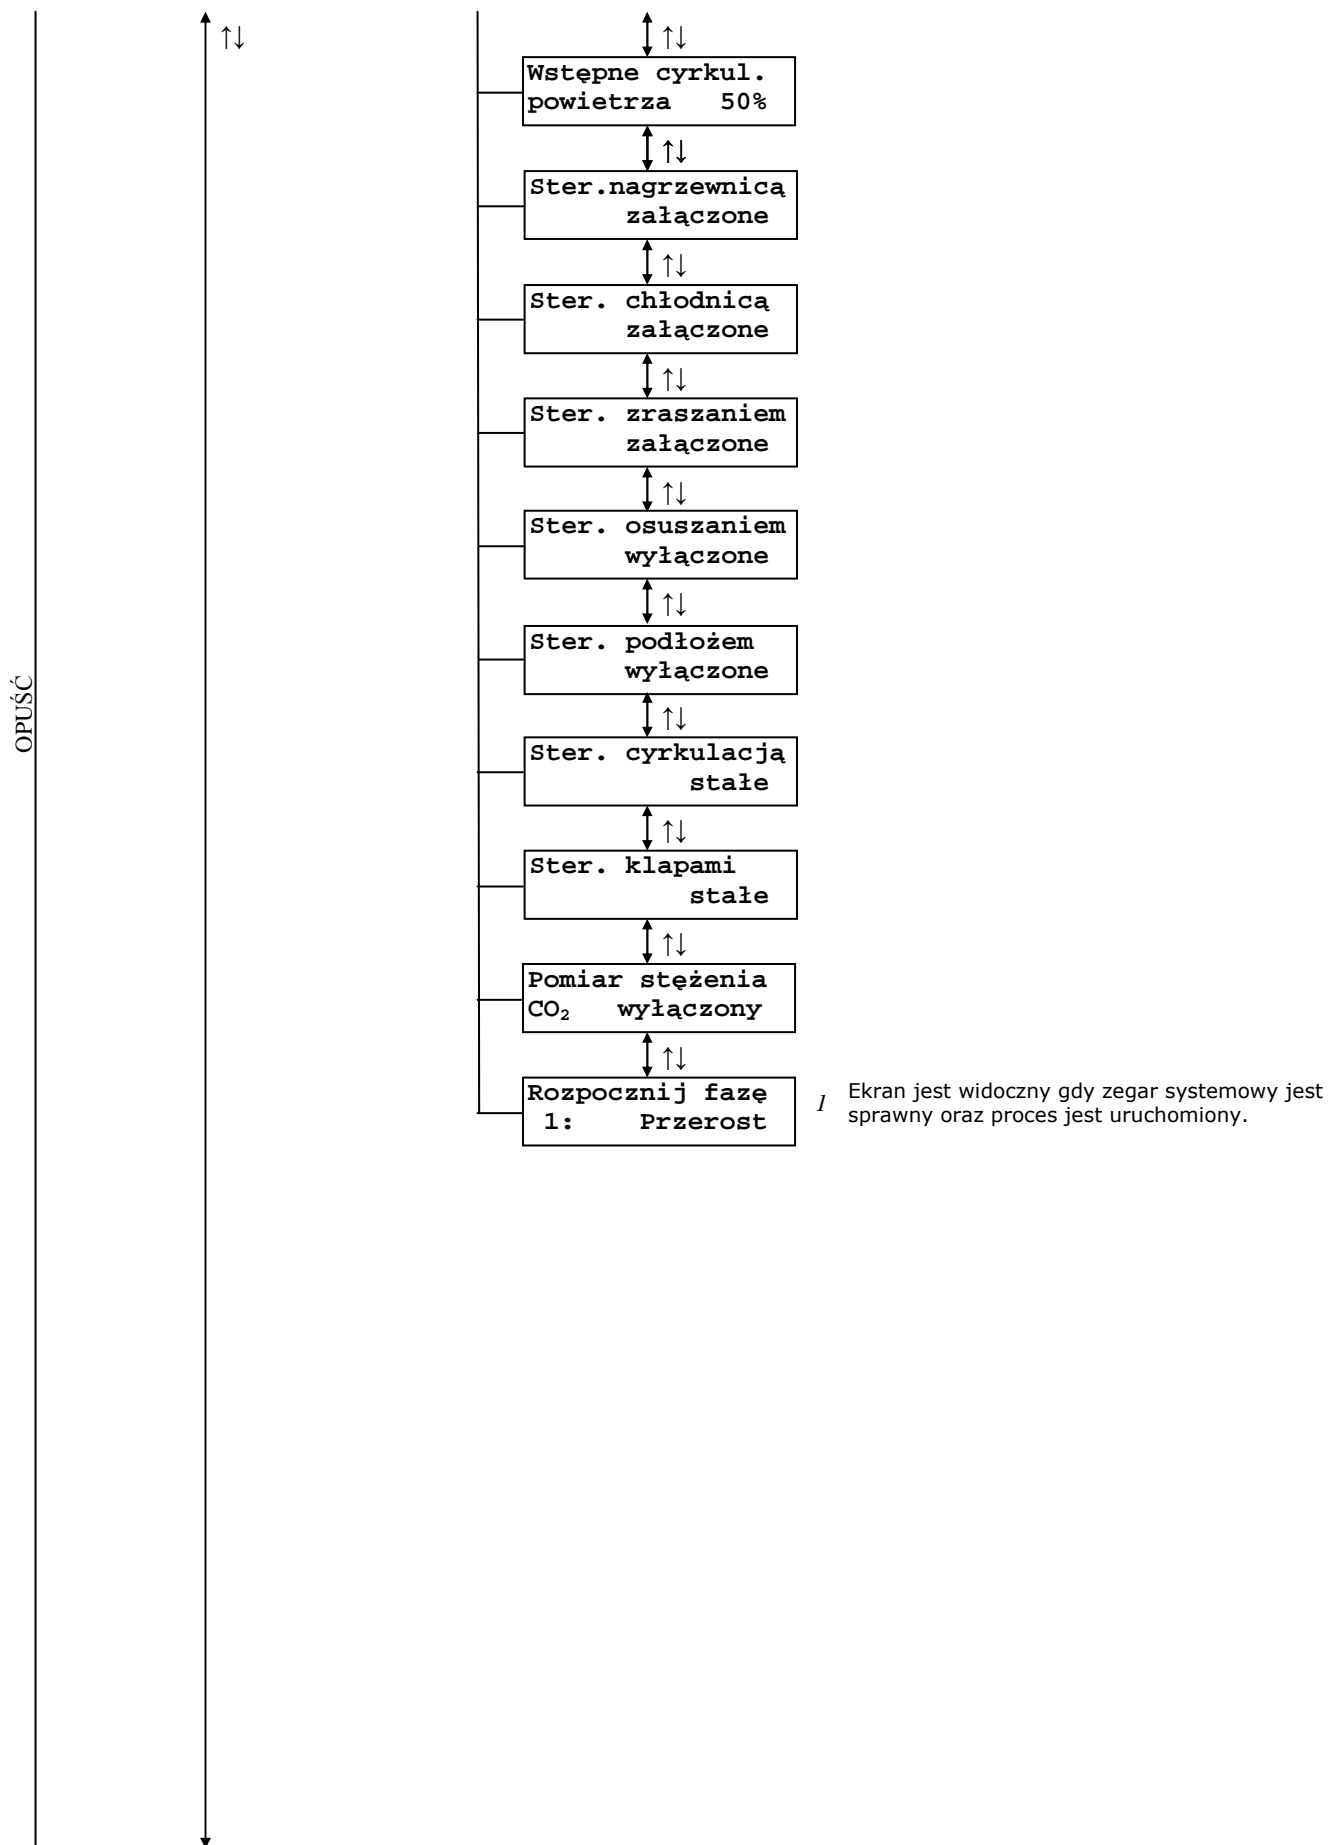 ↑↓
↑↓
Wstępne cyrkul.
powietrza 50%
↑↓
Ster.nagrzewnicą
załączone
↑↓
Ster. chłodnicą
załączone
↑↓
Ster. zraszaniem
załączone
↑↓
Ster. osuszaniem
wyłączone
↑↓
Ster. podłożem
wyłączone
OPUŚĆ
↑↓
Ster. cyrkulacją
stałe
↑↓
Ster. klapami
stałe
↑↓
Pomiar stężenia
CO₂ wyłączony
↑↓
Rozpocznij fazę
1: Przerost
1 Ekran jest widoczny gdy zegar systemowy jest
sprawny oraz proces jest uruchomiony.